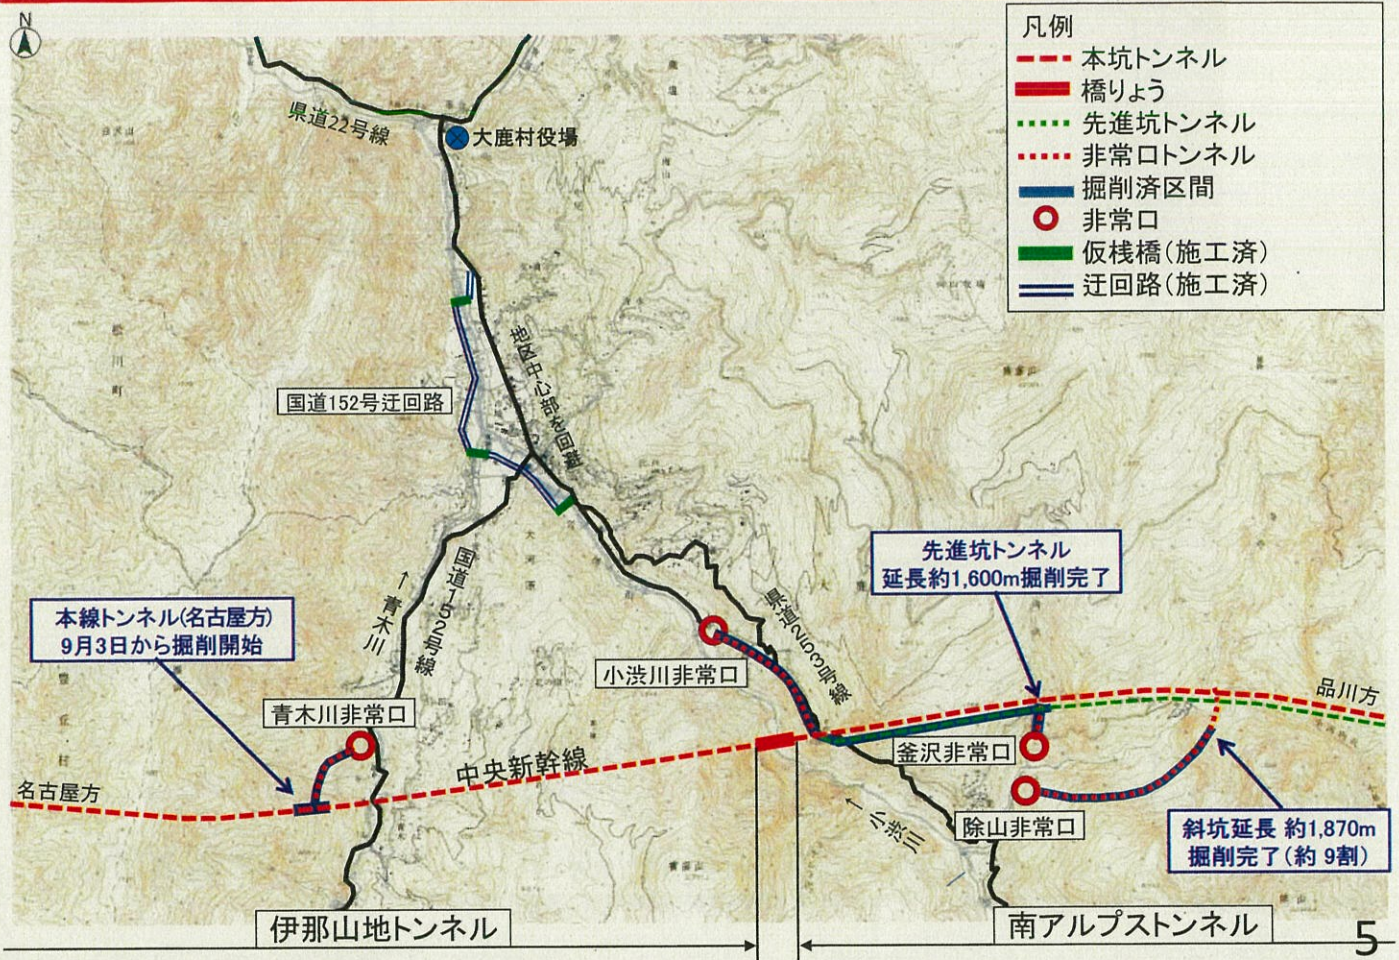 N
凡例
本坑トンネル
橋りょう
先進坑トンネル
非常口トンネル
掘削済区間
非常口
仮桟橋(施工済)
迂回路(施工済)
県道22号線
大鹿村役場
地区中心部を回避
国道152号迂回路
松川町
大河原
国道152号線
↑青木川
先進坑トンネル
延長約1,600m掘削完了
本線トンネル(名古屋方)
9月3日から掘削開始
県道253号線
小渋川非常口
品川方
青木川非常口
豊丘村
釜沢非常口
中央新幹線
名古屋方
↑小渋川
除山非常口
斜坑延長 約1,870m
掘削完了(約 9割)
伊那山地トンネル
南アルプストンネル
5